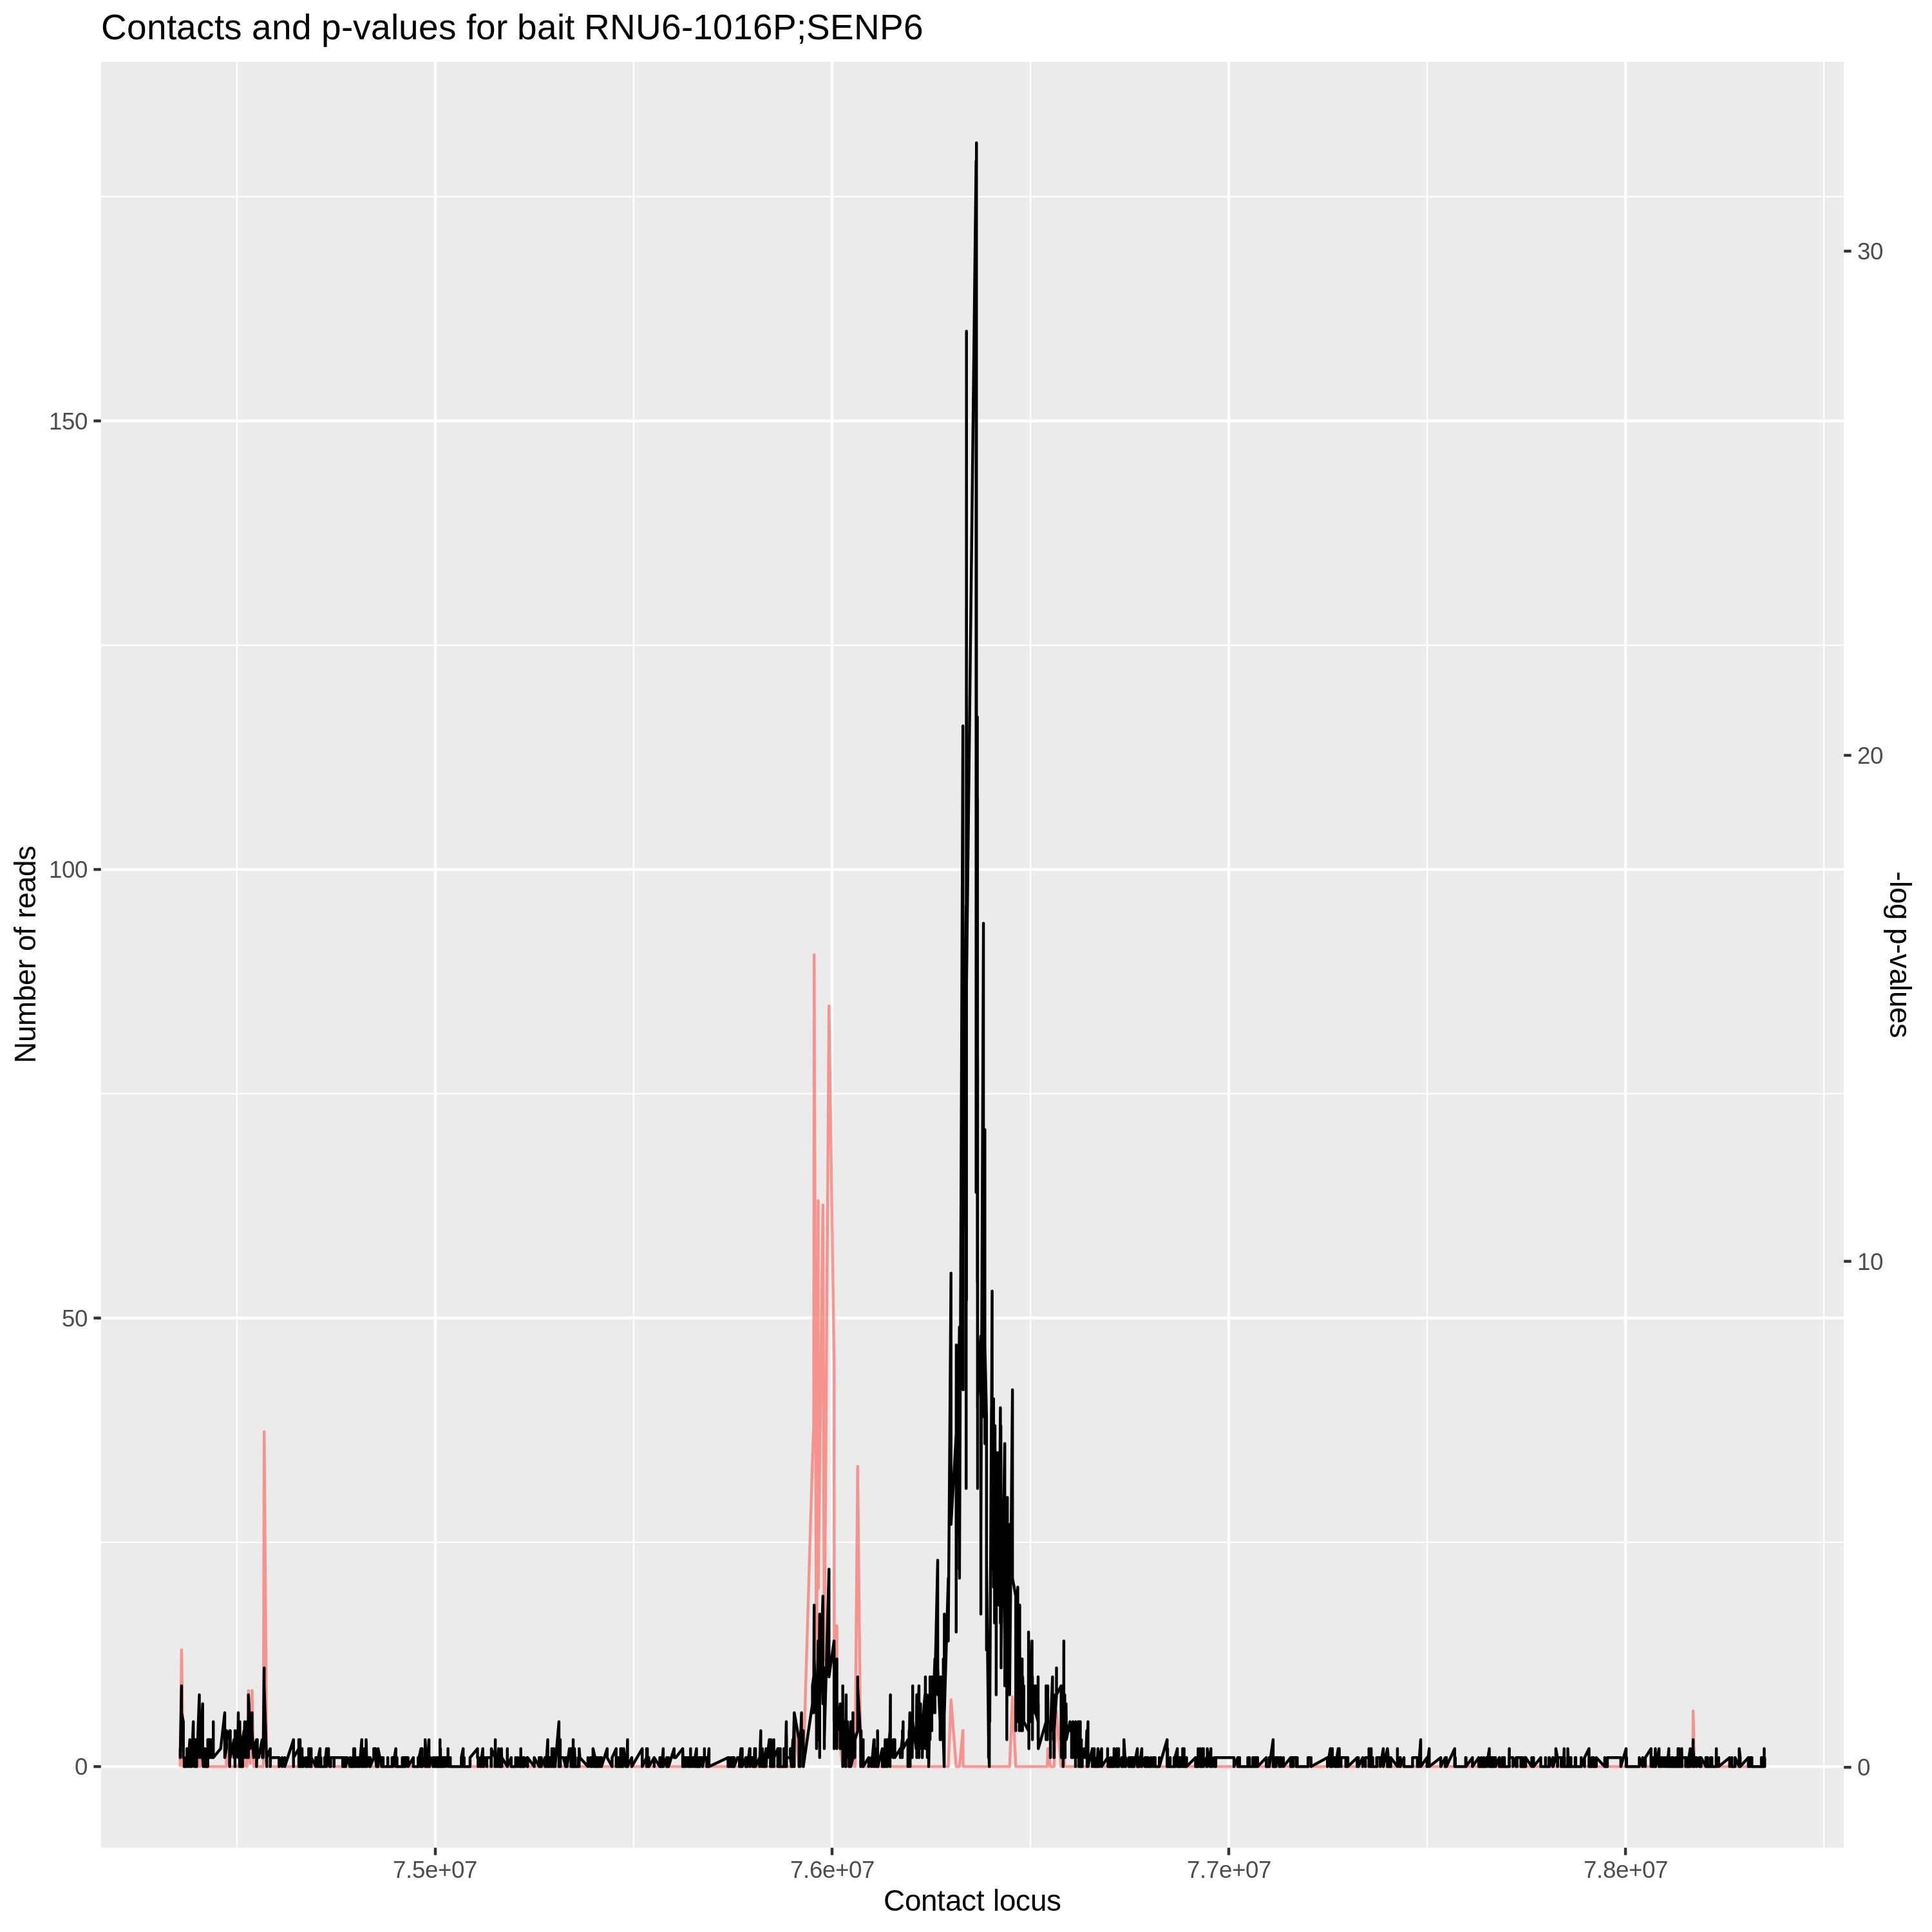 Contacts and p-values for bait RNU6-1016P;SENP6
Number of reads
150
100
50
0
30
20
10
0
-log p-values
7.5e+07
7.6e+07
7.7e+07
7.8e+07
Contact locus